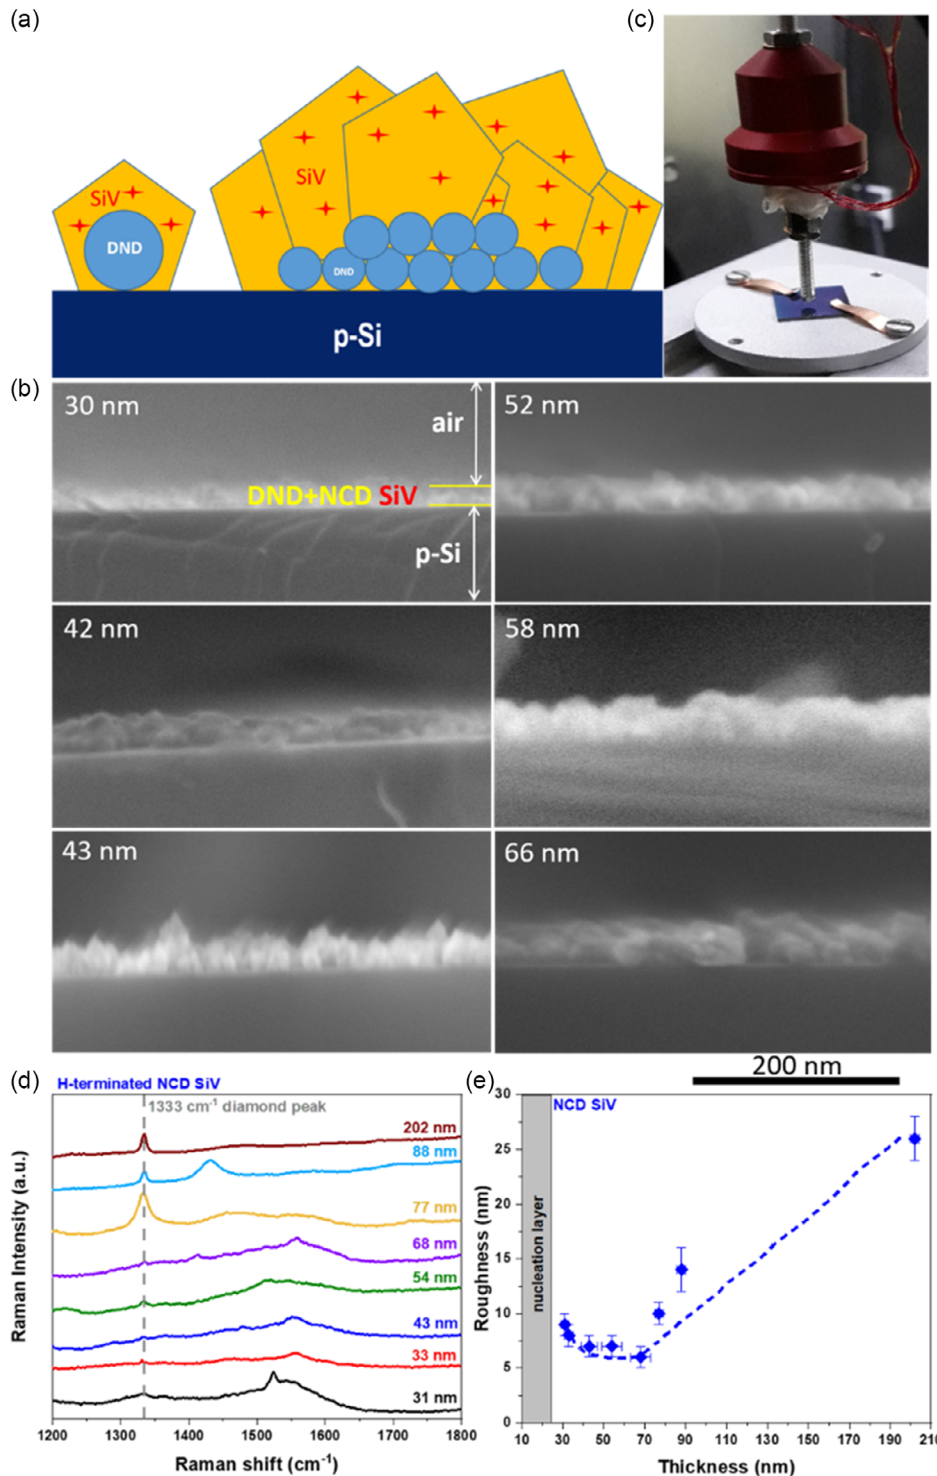 (a)
(c)
SiV
SiV
DND
DND
p-Si
(b)
30 nm
air
DND+NCD SiV
p-Si
52 nm
42 nm
58 nm
43 nm
66 nm
200 nm
(d)
H-terminated NCD SiV
1333 cm⁻¹ diamond peak
202 nm
88 nm
77 nm
68 nm
54 nm
43 nm
33 nm
31 nm
Raman Intensity (a.u.)
1200 1300 1400 1500 1600 1700 1800
Raman shift (cm⁻¹)
(e)
NCD SiV
nucleation layer
Roughness (nm)
30
25
20
15
10
5
0
10 30 50 70 90 110 130 150 170 190 210
Thickness (nm)